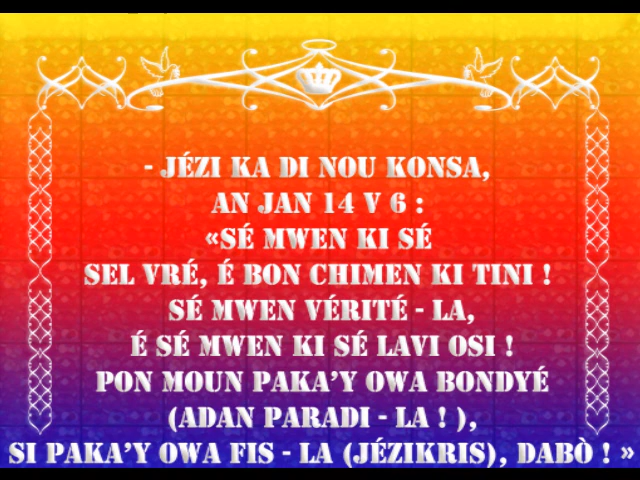 - JÉZI KA DI NOU KONSA,
AN JAN 14 V 6 :
«SÉ MWEN KI SÉ
SEL VRÉ, É BON CHIMEN KI TINI !
SÉ MWEN VÉRITÉ - LA,
É SÉ MWEN KI SÉ LAVI OSI !
PON MOUN PAKA'Y OWA BONDYÉ
(ADAN PARADI - LA ! ),
SI PAKA'Y OWA FIS - LA (JÉZIKRIS), DABÒ ! »